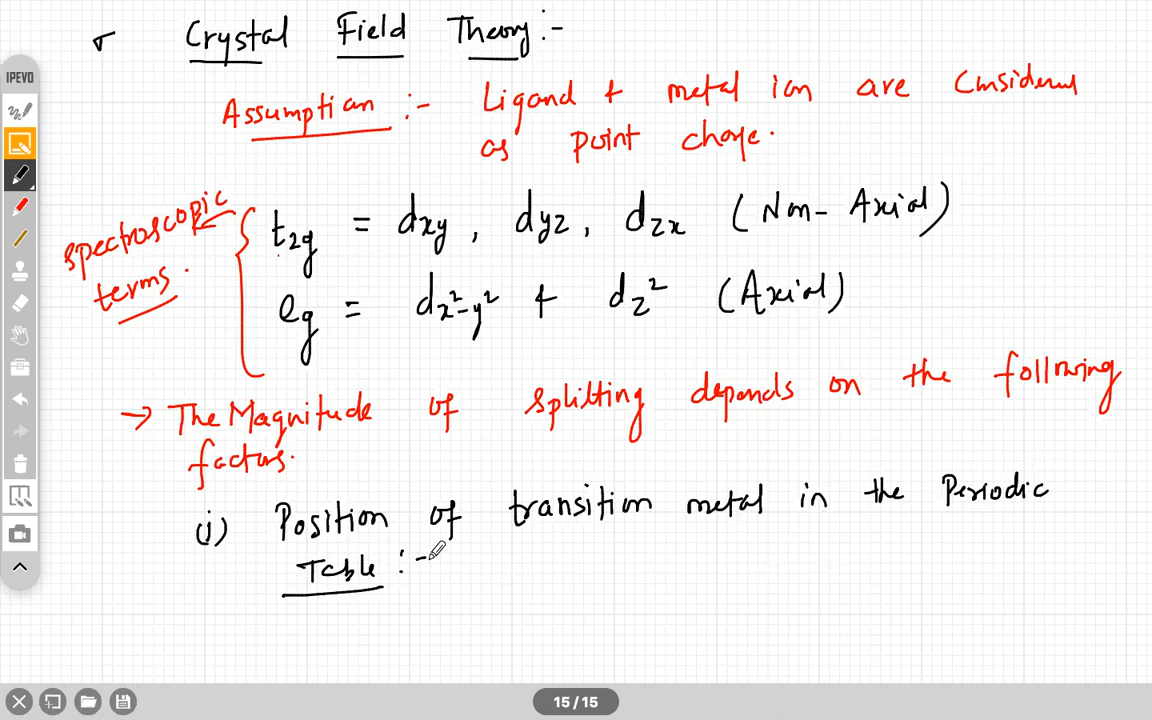 Crystal Field Theory:-
IPEVO
Assumption :- Ligand + metal ion are Considered
as point charge.
spectroscopic
terms.
t2g = dxy, dyz, dzx (Non-Axial)
eg = dx²-y² + dz² (Axial)
→ The Magnitude of splitting depends on the following
factors.
(i) Position of transition metal in the Periodic
Table :-
15 / 15